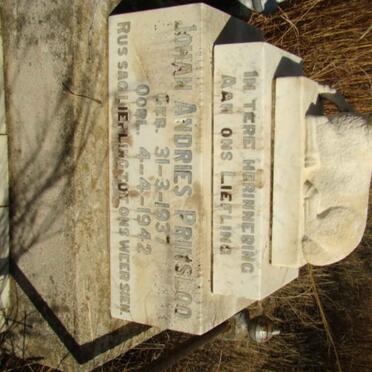 IN TERE HERINNERING
AAN ONS LIEFLING
JOHAN ANDRIES PRINSLOO
GEB. 31-3-1937
OORL. 4-4-1942
RUS SAG LIEFLING TOT ONS WEER SIEN.